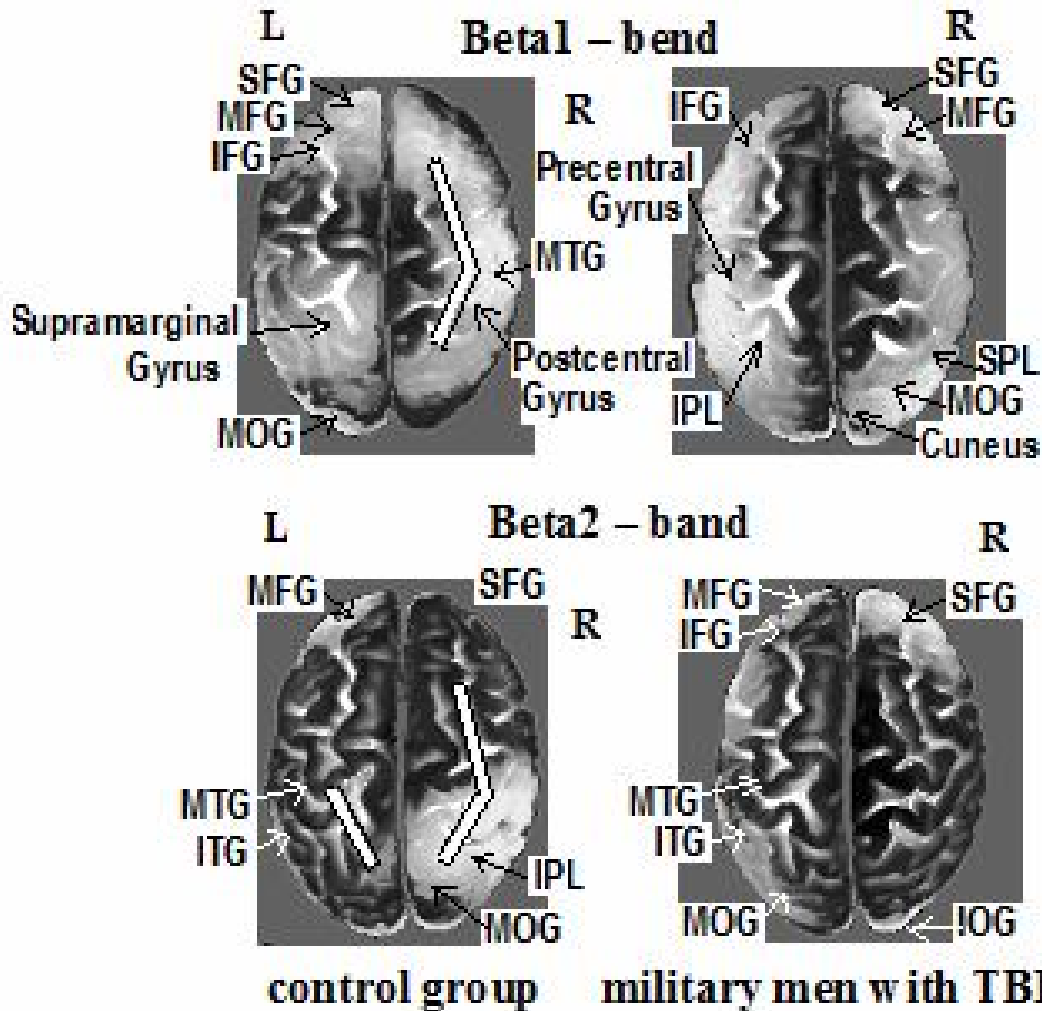 L
Beta1 – bend
R
SFG
MFG
IFG
R
MTG
Supramarginal
Gyrus
Postcentral
Gyrus
MOG
IFG
SFG
MFG
Precentral
Gyrus
SPL
IPL
MOG
Cuneus
L
Beta2 – band
R
MFG
SFG
R
MTG
ITG
IPL
MOG
MFG
IFG
SFG
MTG
ITG
MOG
IOG
control group
military men with TBI